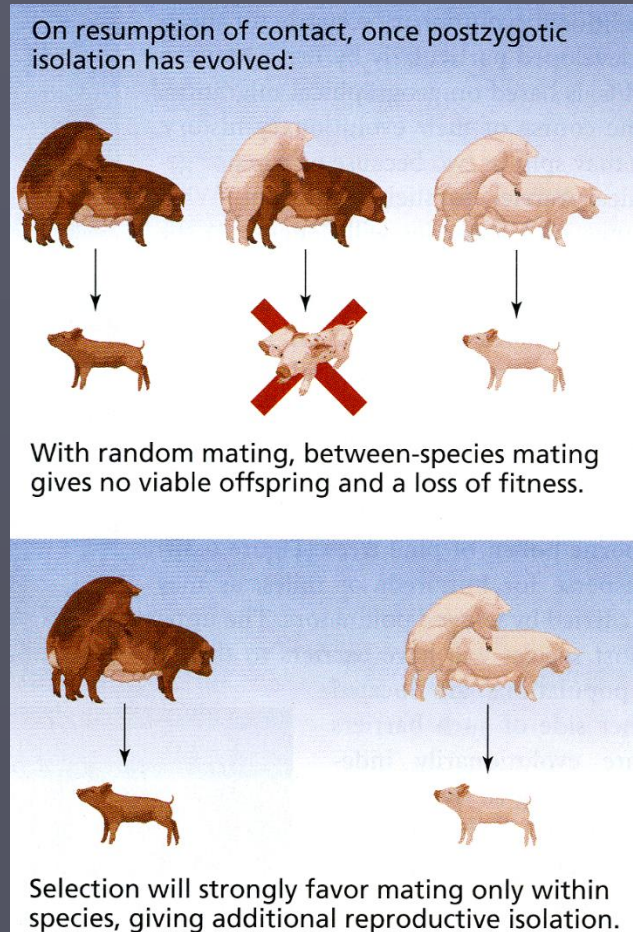 On resumption of contact, once postzygotic
isolation has evolved:
With random mating, between-species mating
gives no viable offspring and a loss of fitness.
Selection will strongly favor mating only within
species, giving additional reproductive isolation.